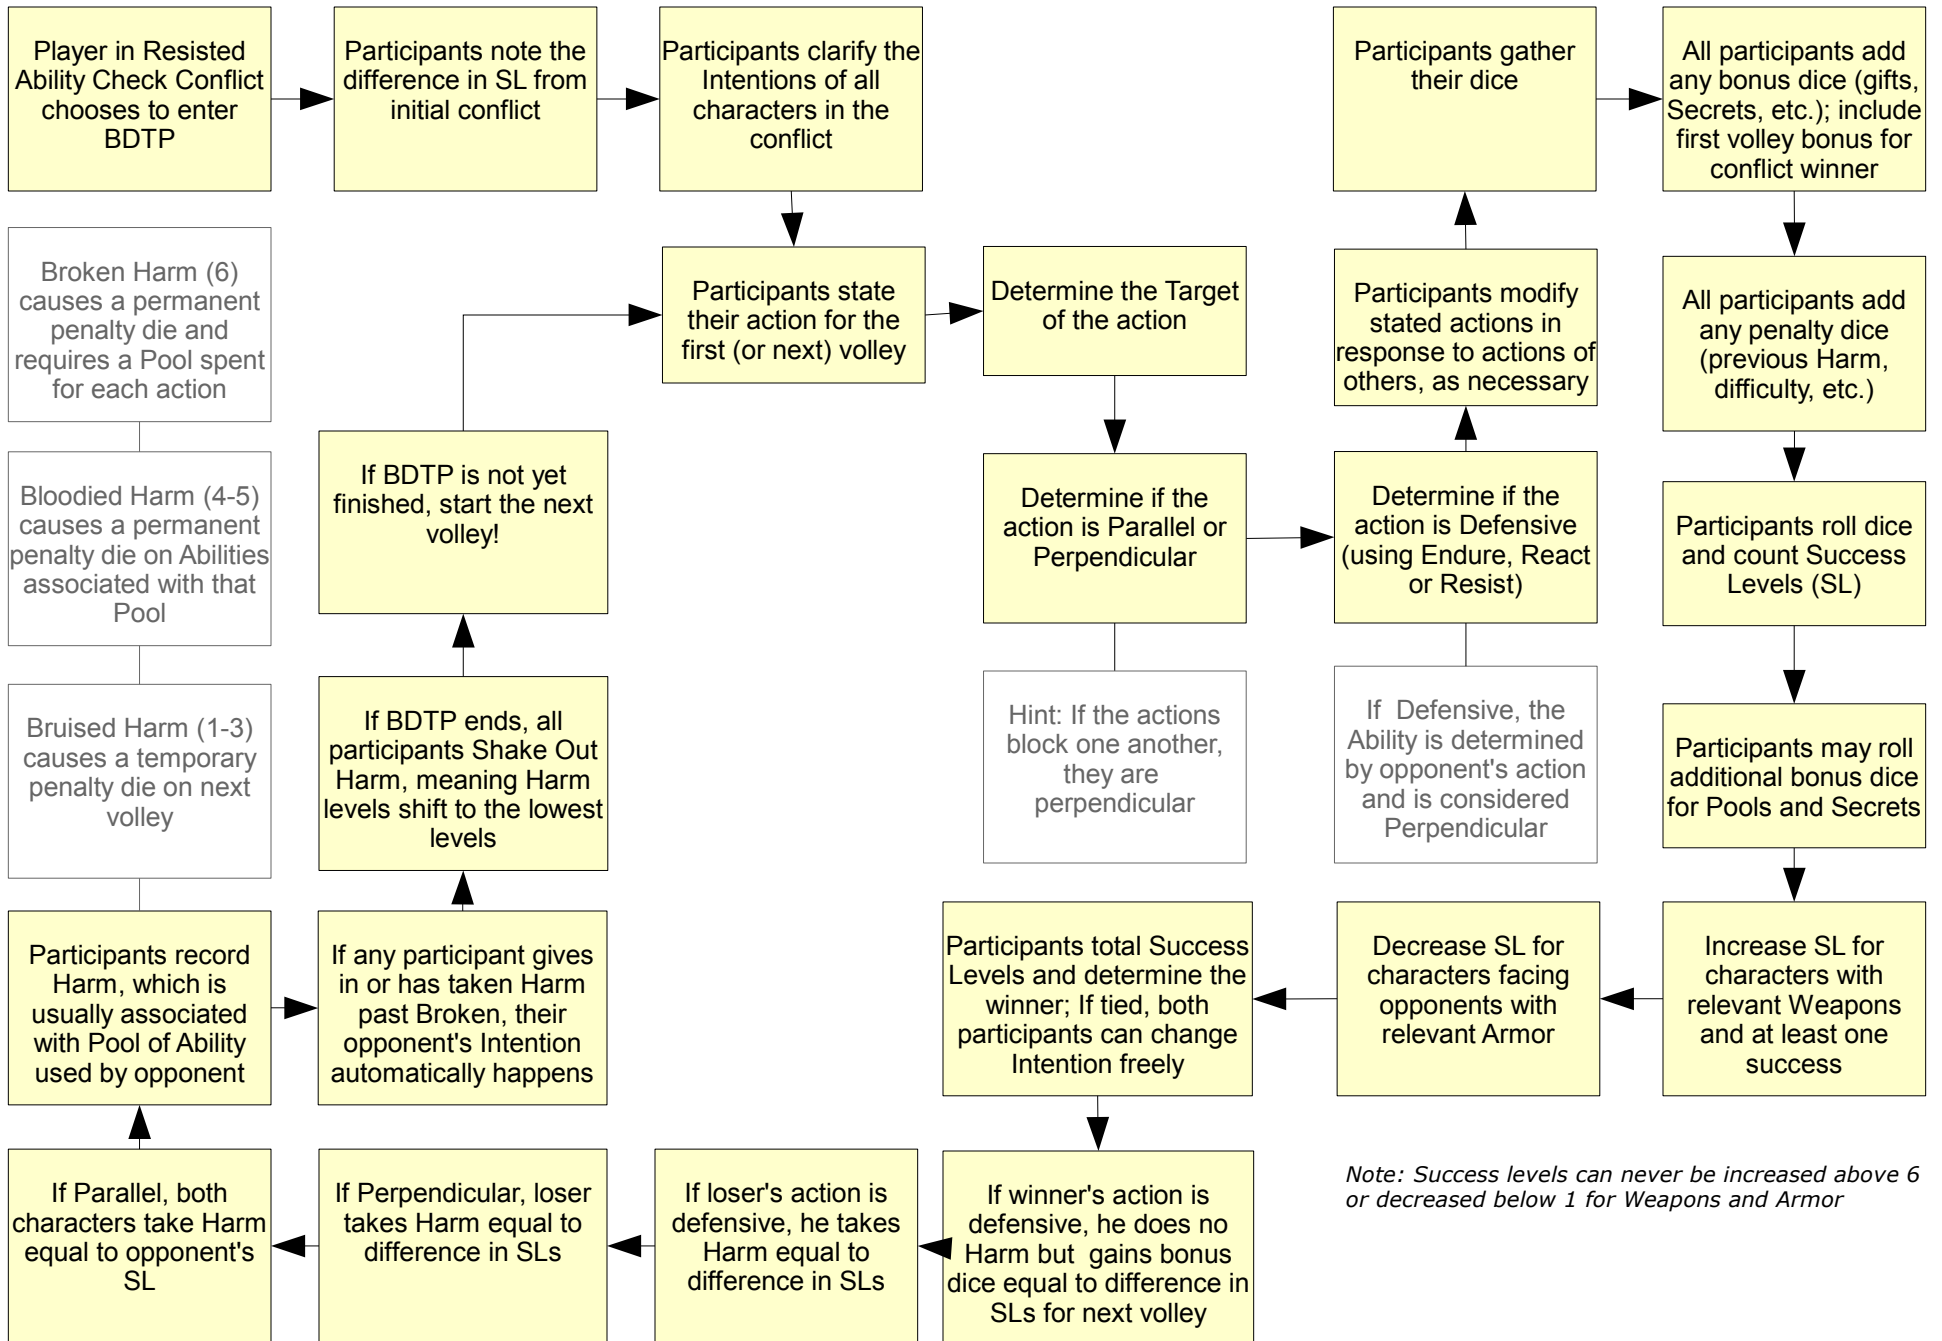 Player in Resisted
Ability Check Conflict
chooses to enter
BDTP
Participants note the
difference in SL from
initial conflict
Participants clarify the
Intentions of all
characters in the
conflict
Participants state
their action for the
first (or next) volley
Determine the Target
of the action
Determine if the
action is Parallel or
Perpendicular
Hint: If the actions
block one another,
they are
perpendicular
Determine if the
action is Defensive
(using Endure, React
or Resist)
If  Defensive, the
Ability is determined
by opponent's action
and is considered
Perpendicular
Participants modify
stated actions in
response to actions of
others, as necessary
Participants gather
their dice
All participants add
any bonus dice (gifts,
Secrets, etc.); include
first volley bonus for
conflict winner
All participants add
any penalty dice
(previous Harm,
difficulty, etc.)
Participants roll dice
and count Success
Levels (SL)
Participants may roll
additional bonus dice
for Pools and Secrets
Increase SL for
characters with
relevant Weapons
and at least one
success
Decrease SL for
characters facing
opponents with
relevant Armor
Participants total Success
Levels and determine the
winner; If tied, both
participants can change
Intention freely
If winner's action is
defensive, he does no
Harm but  gains bonus
dice equal to difference in
SLs for next volley
If loser's action is
defensive, he takes
Harm equal to
difference in SLs
If Perpendicular, loser
takes Harm equal to
difference in SLs
If Parallel, both
characters take Harm
equal to opponent's
SL
Participants record
Harm, which is
usually associated
with Pool of Ability
used by opponent
Bruised Harm (1-3)
causes a temporary
penalty die on next
volley
Bloodied Harm (4-5)
causes a permanent
penalty die on Abilities
associated with that
Pool
Broken Harm (6)
causes a permanent
penalty die and
requires a Pool spent
for each action
If any participant gives
in or has taken Harm
past Broken, their
opponent's Intention
automatically happens
If BDTP ends, all
participants Shake Out
Harm, meaning Harm
levels shift to the lowest
levels
If BDTP is not yet
finished, start the next
volley!
Note: Success levels can never be increased above 6
or decreased below 1 for Weapons and Armor